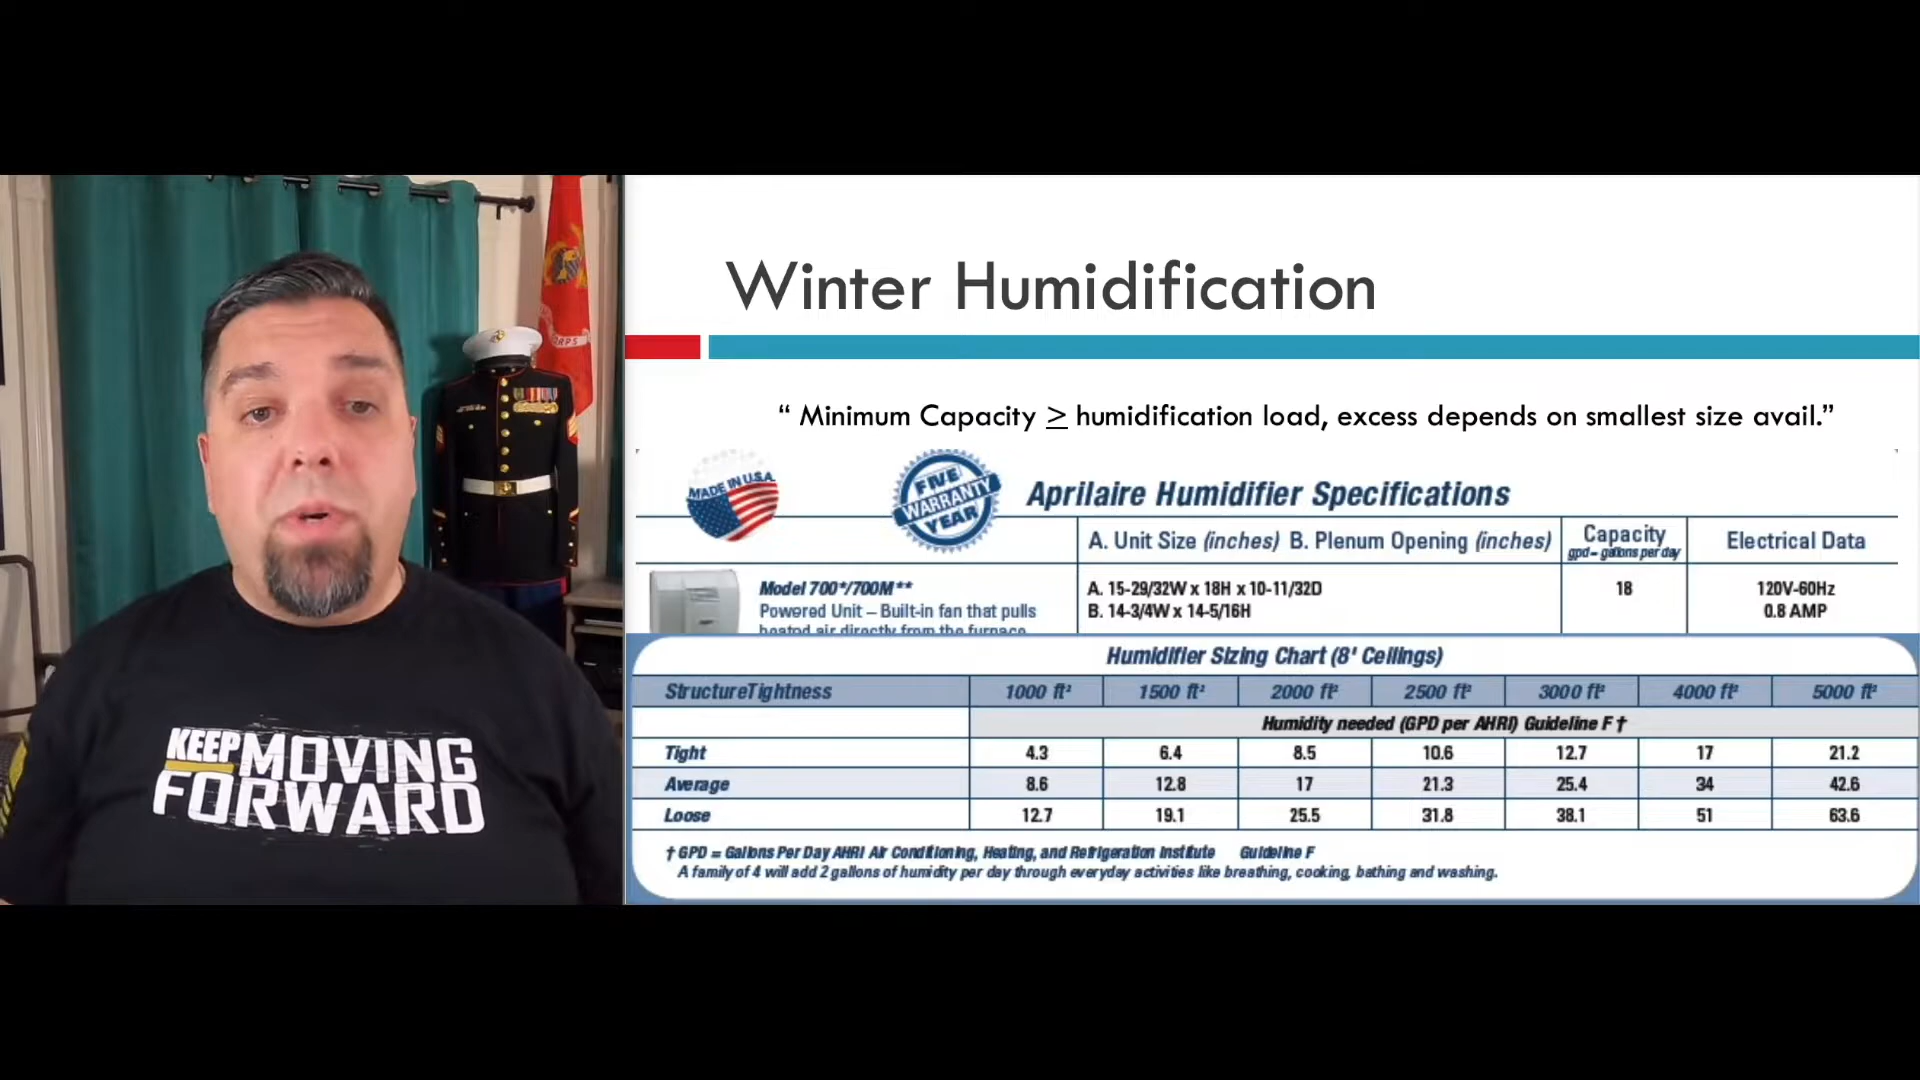 CORPS
KEEP MOVING
FORWARD
Winter Humidification
“ Minimum Capacity ≥ humidification load, excess depends on smallest size avail.”
MADE IN U.S.A.
FIVE
WARRANTY
YEAR
Aprilaire Humidifier Specifications
A. Unit Size (inches) B. Plenum Opening (inches)
Capacity
gpd – gallons per day
Electrical Data
Model 700*/700M**
Powered Unit – Built-in fan that pulls
heated air directly from the furnace
A. 15-29/32W x 18H x 10-11/32D
B. 14-3/4W x 14-5/16H
18
120V-60Hz
0.8 AMP
Humidifier Sizing Chart (8' Ceilings)
StructureTightness 1000 ft² 1500 ft² 2000 ft² 2500 ft² 3000 ft² 4000 ft² 5000 ft²
Humidity needed (GPD per AHRI) Guideline F †
Tight 4.3 6.4 8.5 10.6 12.7 17 21.2
Average 8.6 12.8 17 21.3 25.4 34 42.6
Loose 12.7 19.1 25.5 31.8 38.1 51 63.6
† GPD = Gallons Per Day AHRI Air Conditioning, Heating, and Refrigeration Institute Guideline F
A family of 4 will add 2 gallons of humidity per day through everyday activities like breathing, cooking, bathing and washing.